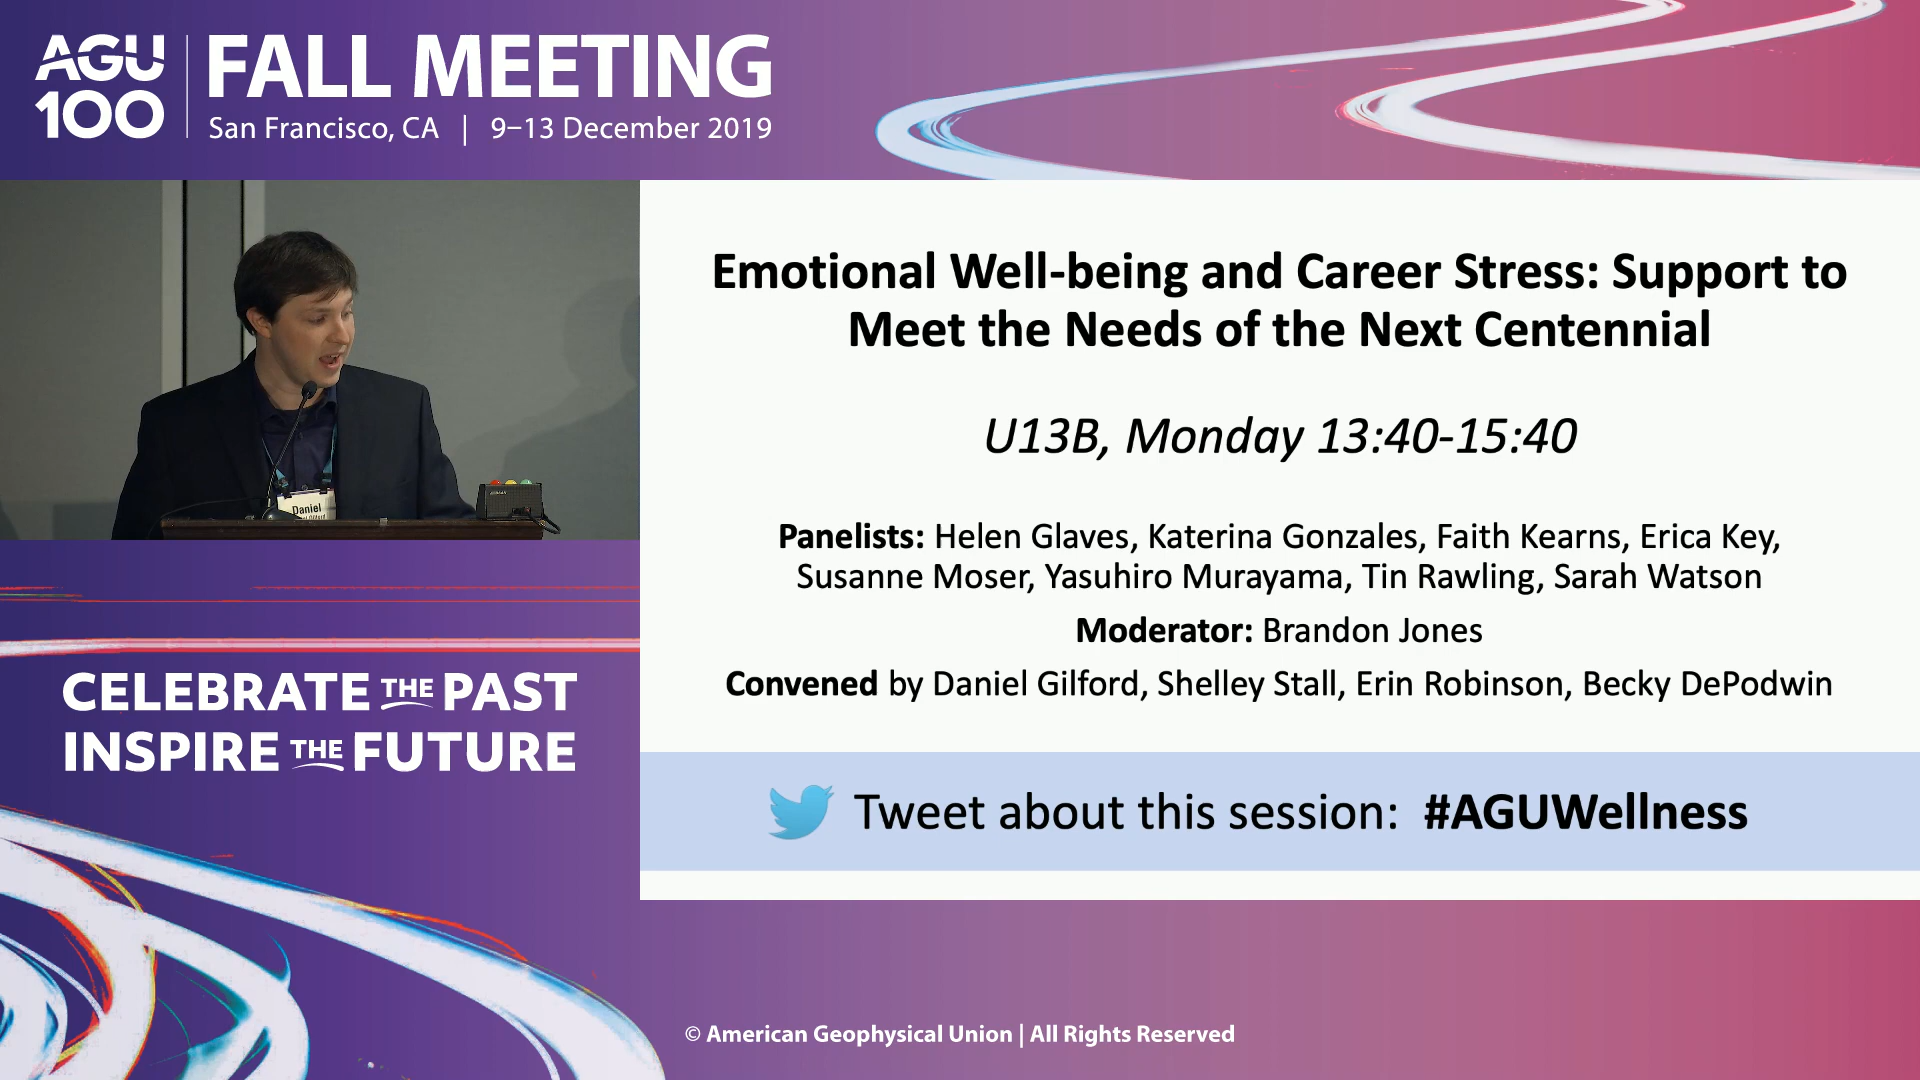 AGU
100
FALL MEETING
San Francisco, CA | 9–13 December 2019
Emotional Well-being and Career Stress: Support to
Meet the Needs of the Next Centennial
U13B, Monday 13:40-15:40
Panelists: Helen Glaves, Katerina Gonzales, Faith Kearns, Erica Key,
Susanne Moser, Yasuhiro Murayama, Tin Rawling, Sarah Watson
Moderator: Brandon Jones
Convened by Daniel Gilford, Shelley Stall, Erin Robinson, Becky DePodwin
Tweet about this session: #AGUWellness
Daniel
CELEBRATE THE PAST
INSPIRE THE FUTURE
© American Geophysical Union | All Rights Reserved